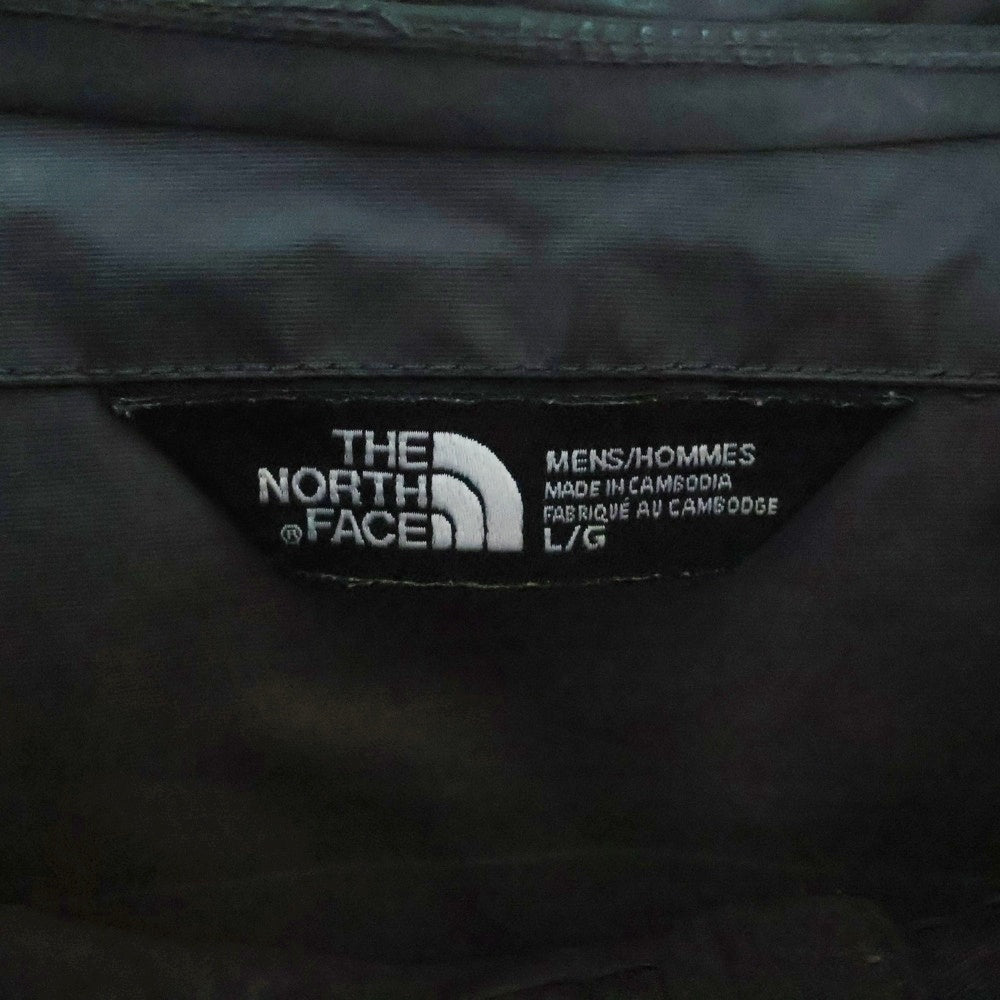 THE
NORTH
® FACE
MENS/HOMMES
MADE IN CAMBODIA
FABRIQUÉ AU CAMBODGE
L/G